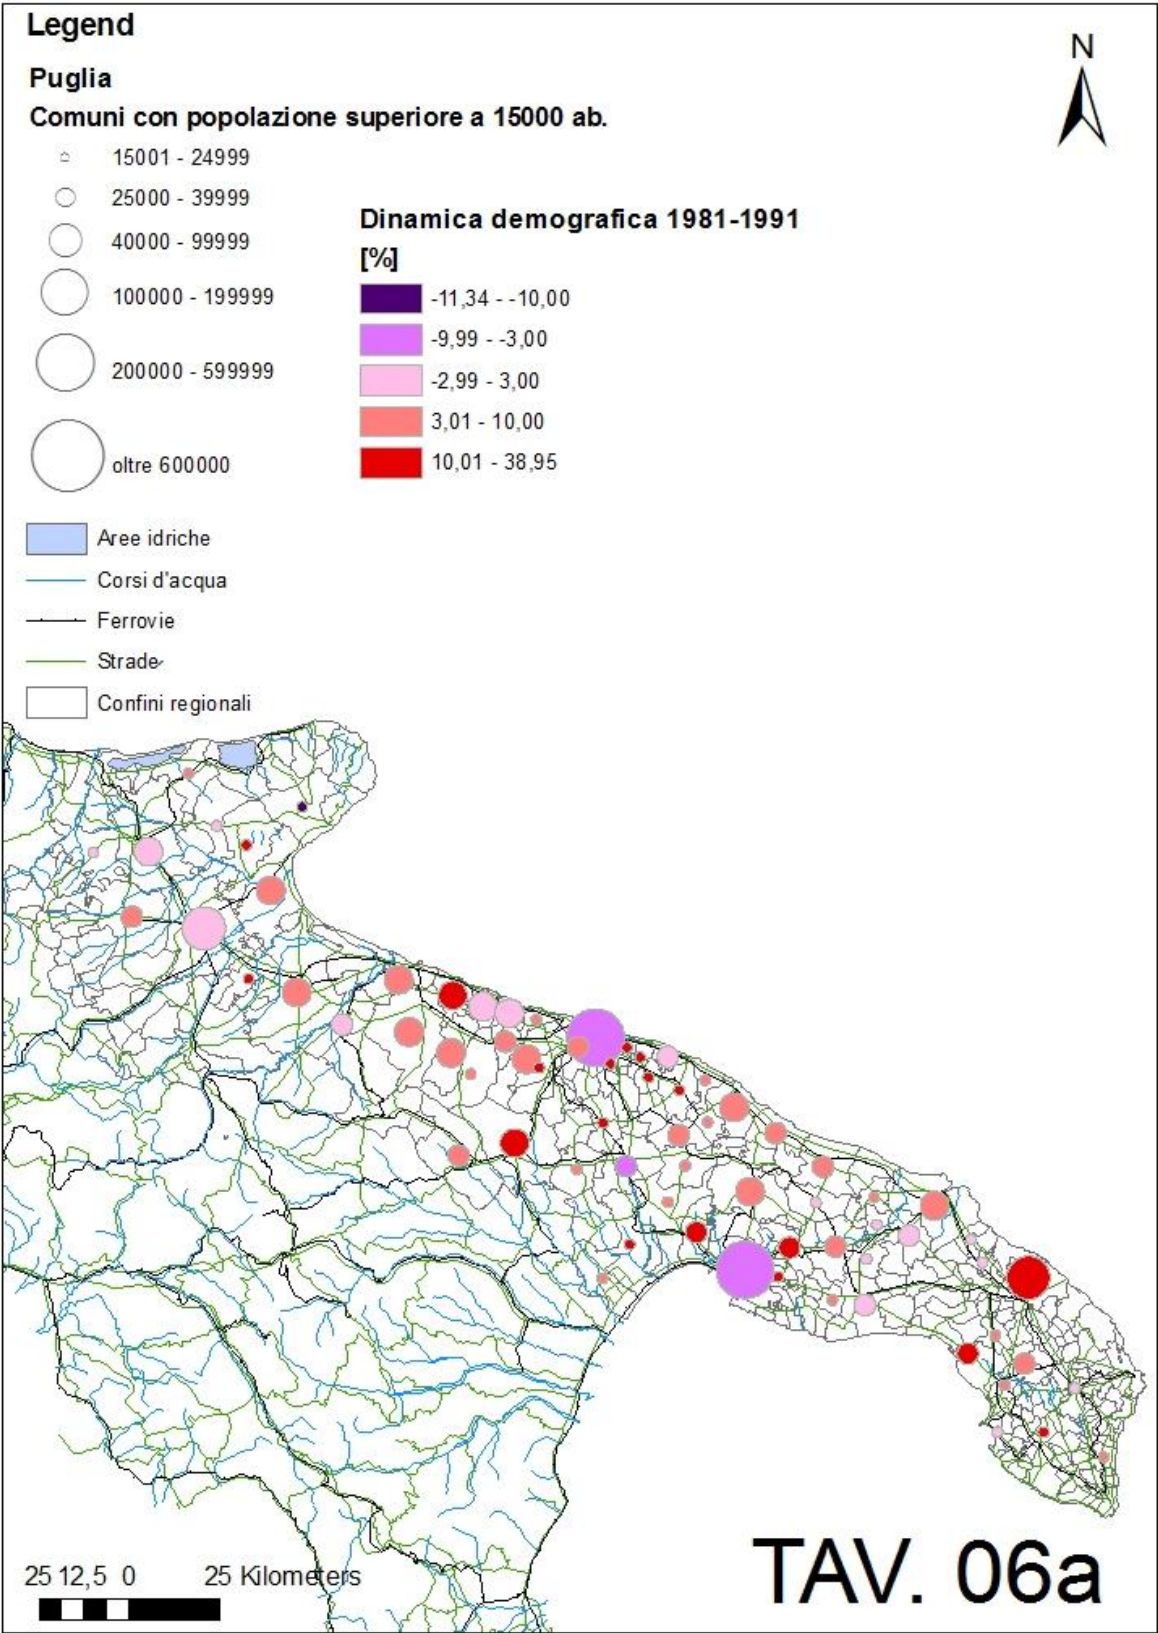 Legend
N
Puglia
Comuni con popolazione superiore a 15000 ab.
15001 - 24999
25000 - 39999
40000 - 99999
100000 - 199999
200000 - 599999
oltre 600000
Dinamica demografica 1981-1991
[%]
-11,34 - -10,00
-9,99 - -3,00
-2,99 - 3,00
3,01 - 10,00
10,01 - 38,95
Aree idriche
Corsi d'acqua
Ferrovie
Strade
Confini regionali
25 12,5 0 25 Kilometers
TAV. 06a